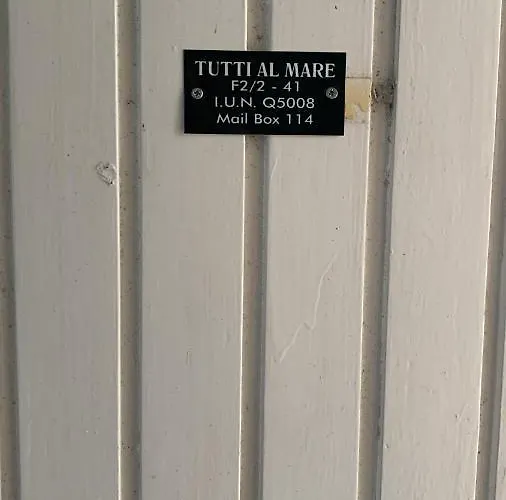 TUTTI AL MARE
F2/2 - 41
I.U.N. Q5008
Mail Box 114